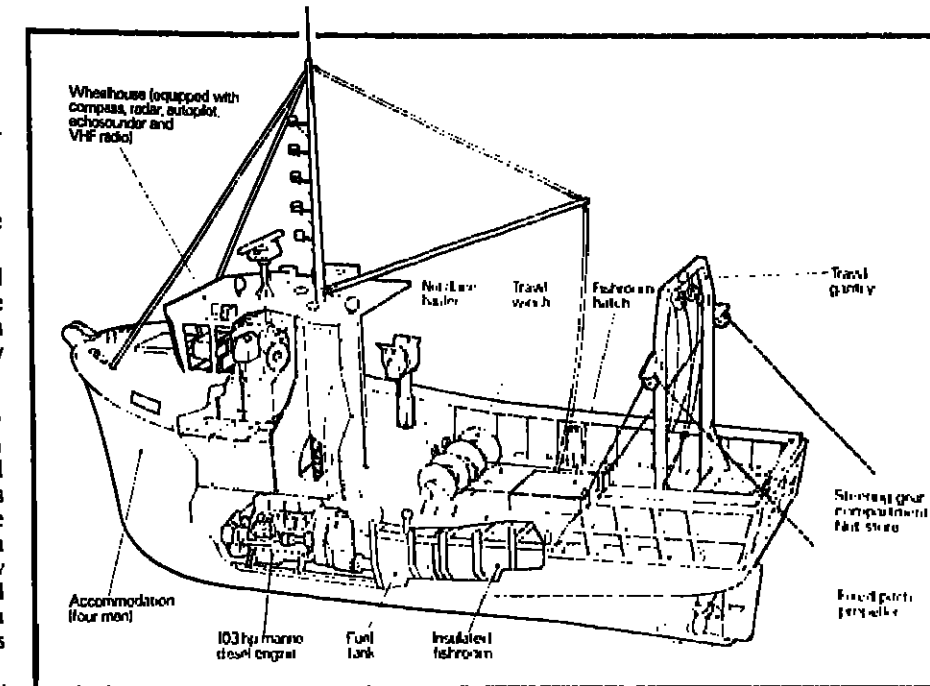 Wheelhouse (equipped with
compass, radar, autopilot,
echosounder and
VHF radio)
Net/line
hauler
Trawl
winch
Fishroom
hatch
Trawl
gantry
Steering gear
compartment
Net store
Fixed pitch
propeller
Accommodation
(four men)
103 hp marine
diesel engine
Fuel
tank
Insulated
fishroom